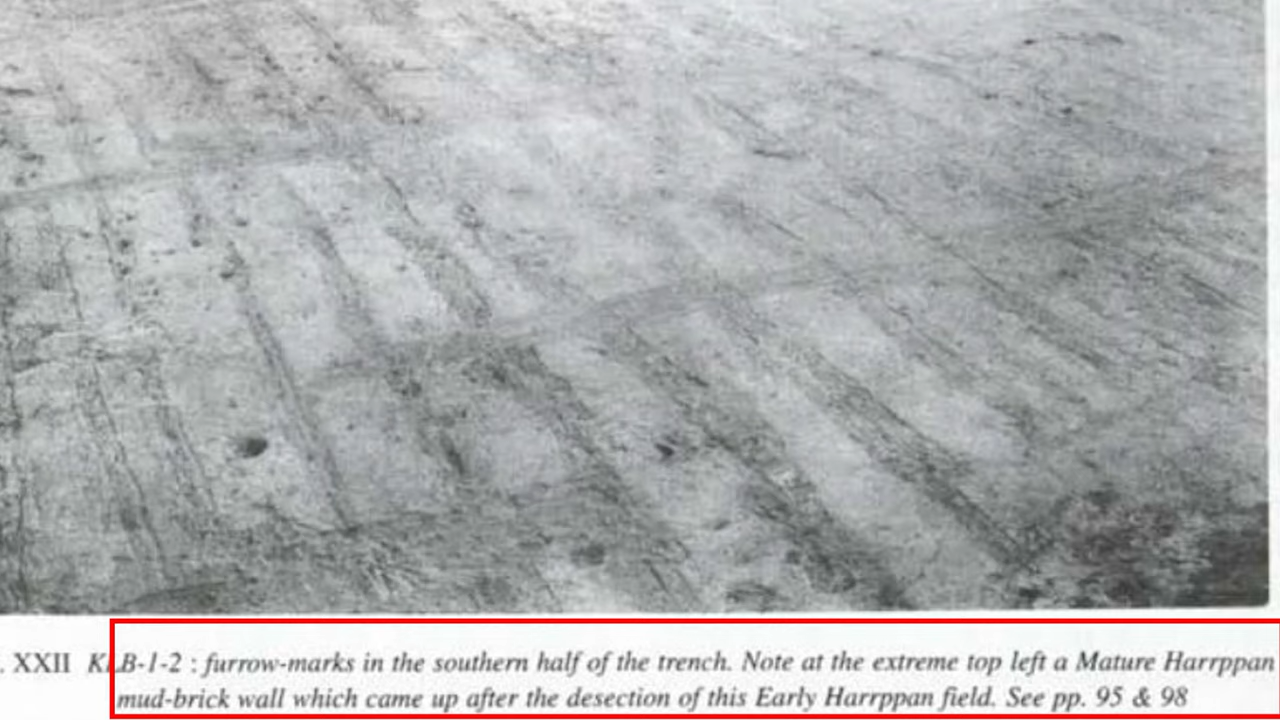 . XXII KLB-1-2 : furrow-marks in the southern half of the trench. Note at the extreme top left a Mature Harrppan
mud-brick wall which came up after the desection of this Early Harrppan field. See pp. 95 & 98